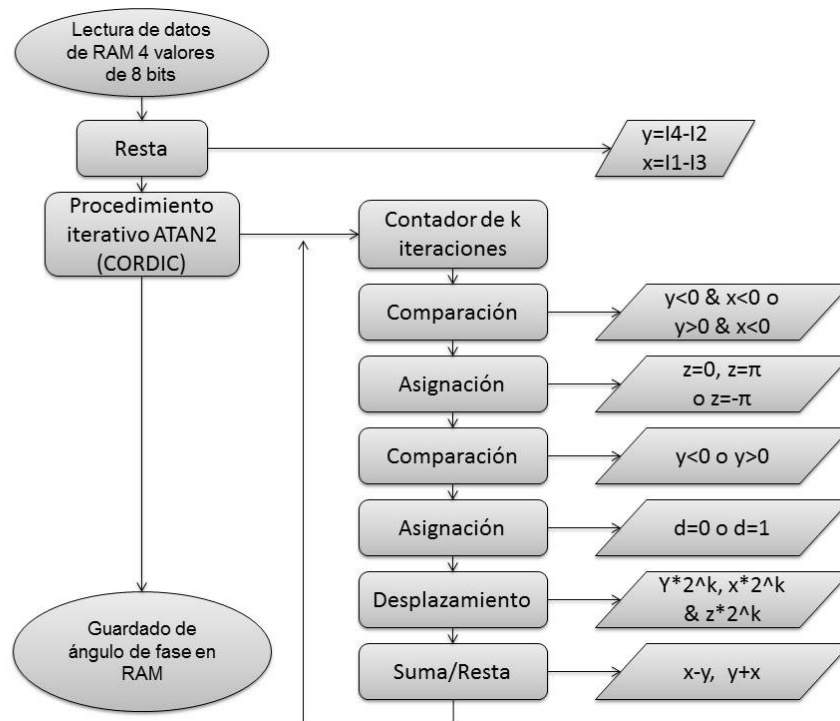 Lectura de datos
de RAM 4 valores
de 8 bits
Resta
y=I4-I2
x=I1-I3
Procedimiento
iterativo ATAN2
(CORDIC)
Contador de k
iteraciones
Comparación
y<0 & x<0 o
y>0 & x<0
Asignación
z=0, z=π
o z=-π
Comparación
y<0 o y>0
Asignación
d=0 o d=1
Desplazamiento
Y*2^k, x*2^k
& z*2^k
Guardado de
ángulo de fase en
RAM
Suma/Resta
x-y, y+x